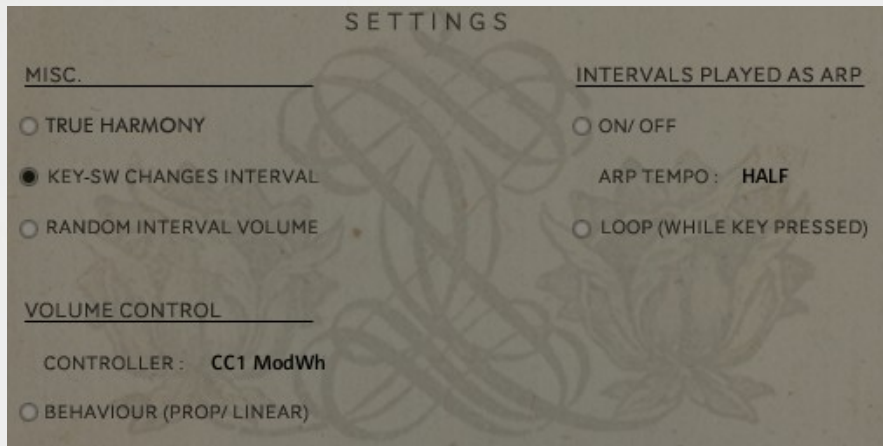 SETTINGS
MISC.
TRUE HARMONY
KEY-SW CHANGES INTERVAL
RANDOM INTERVAL VOLUME
VOLUME CONTROL
CONTROLLER : CC1 ModWh
BEHAVIOUR (PROP/ LINEAR)
INTERVALS PLAYED AS ARP
ON/ OFF
ARP TEMPO : HALF
LOOP (WHILE KEY PRESSED)